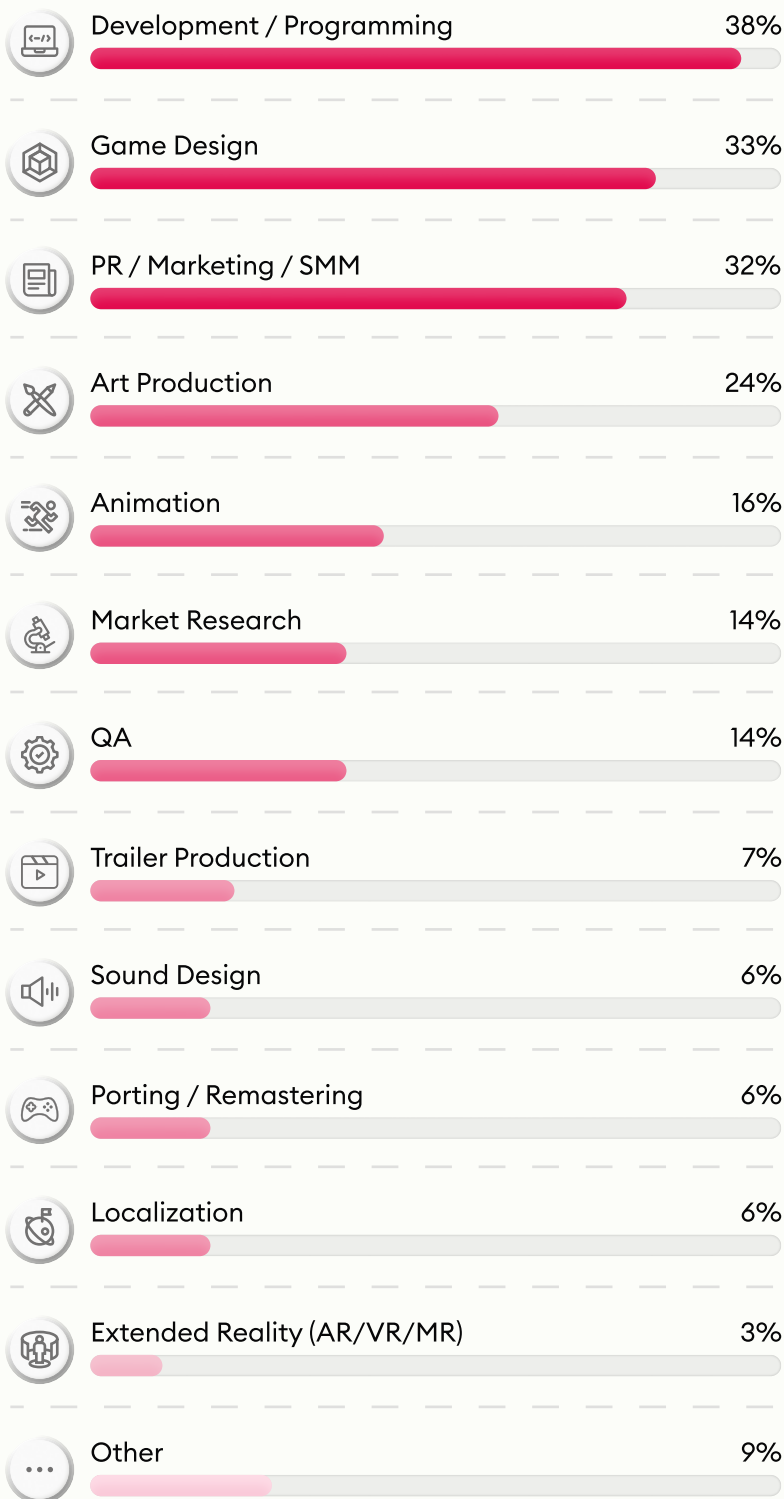 Development / Programming 38%
Game Design 33%
PR / Marketing / SMM 32%
Art Production 24%
Animation 16%
Market Research 14%
QA 14%
Trailer Production 7%
Sound Design 6%
Porting / Remastering 6%
Localization 6%
Extended Reality (AR/VR/MR) 3%
Other 9%